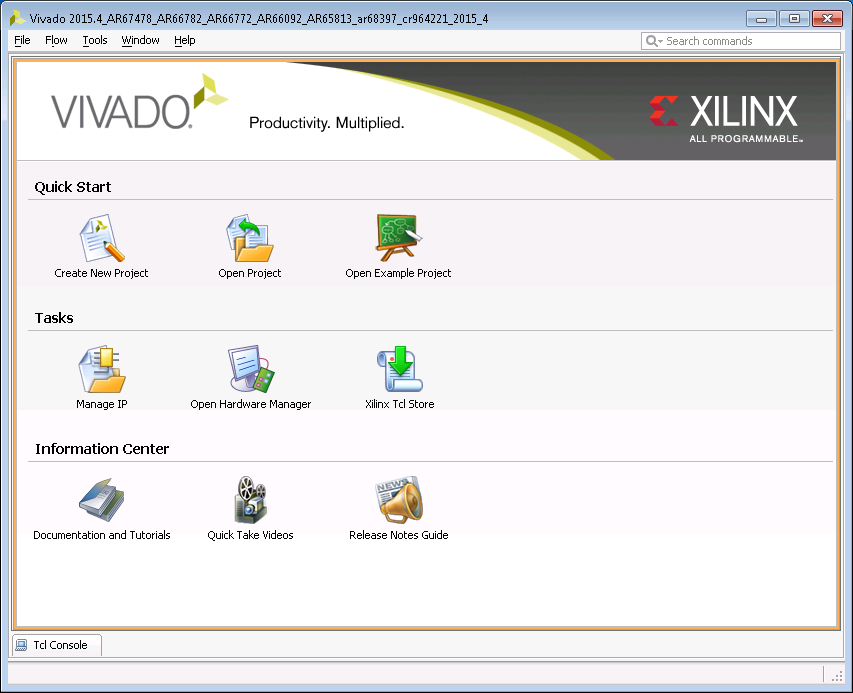 Vivado 2015.4_AR67478_AR66782_AR66772_AR66092_AR65813_ar68397_cr964221_2015_4
File Flow Tools Window Help
Search commands
VIVADO.
Productivity. Multiplied.
XILINX
ALL PROGRAMMABLE™
Quick Start
Create New Project
Open Project
Open Example Project
Tasks
Manage IP
Open Hardware Manager
Xilinx Tcl Store
Information Center
NEWS
Documentation and Tutorials
Quick Take Videos
Release Notes Guide
Tcl Console